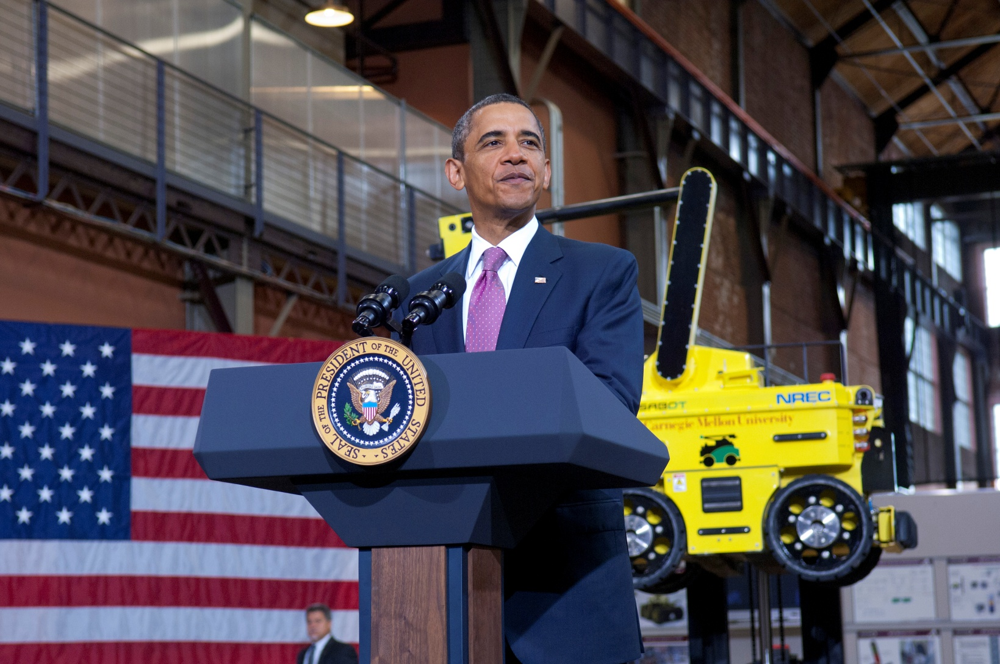 SEAL OF THE PRESIDENT OF THE UNITED STATES
NREC
Carnegie Mellon University